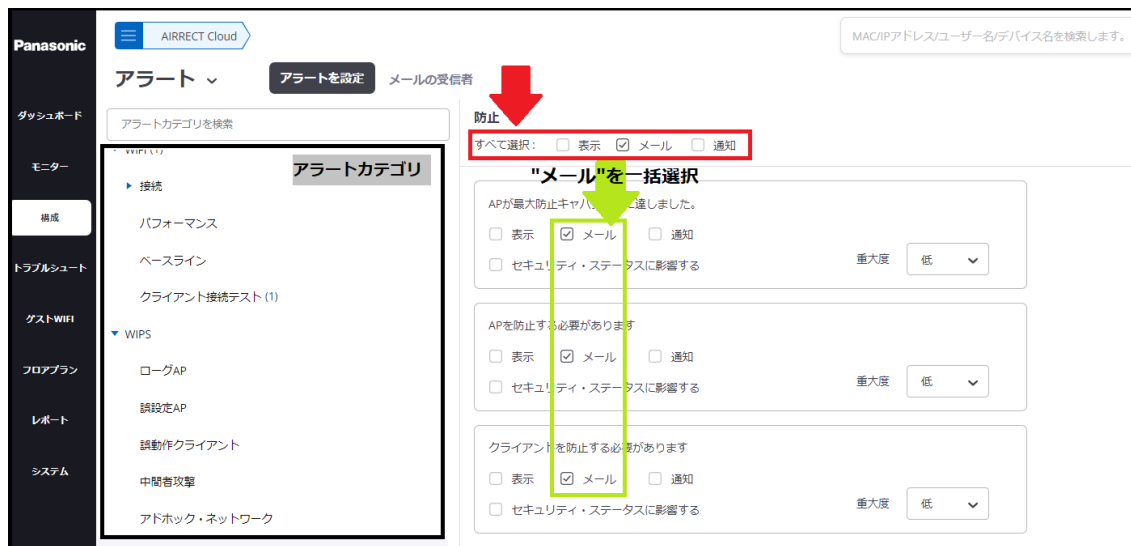 Panasonic
AIRRECT Cloud
MAC/IPアドレス/ユーザー名/デバイス名を検索します。
アラート
アラートを設定
メールの受信者
ダッシュボード
モニター
構成
トラブルシュート
ゲストWIFI
フロアプラン
レポート
システム
アラートカテゴリを検索
アラートカテゴリ
WIFI (1)
接続
パフォーマンス
ベースライン
クライアント接続テスト (1)
WIPS
ローグAP
誤設定AP
誤動作クライアント
中間者攻撃
アドホック・ネットワーク
防止
すべて選択: 表示 メール 通知
"メール"を一括選択
APが最大防止キャパ 達しました。
表示 メール 通知
セキュリティ・ステータスに影響する
重大度 低
APを防止する必要があります
表示 メール 通知
セキュリティ・ステータスに影響する
重大度 低
クライアントを防止する必要があります
表示 メール 通知
セキュリティ・ステータスに影響する
重大度 低